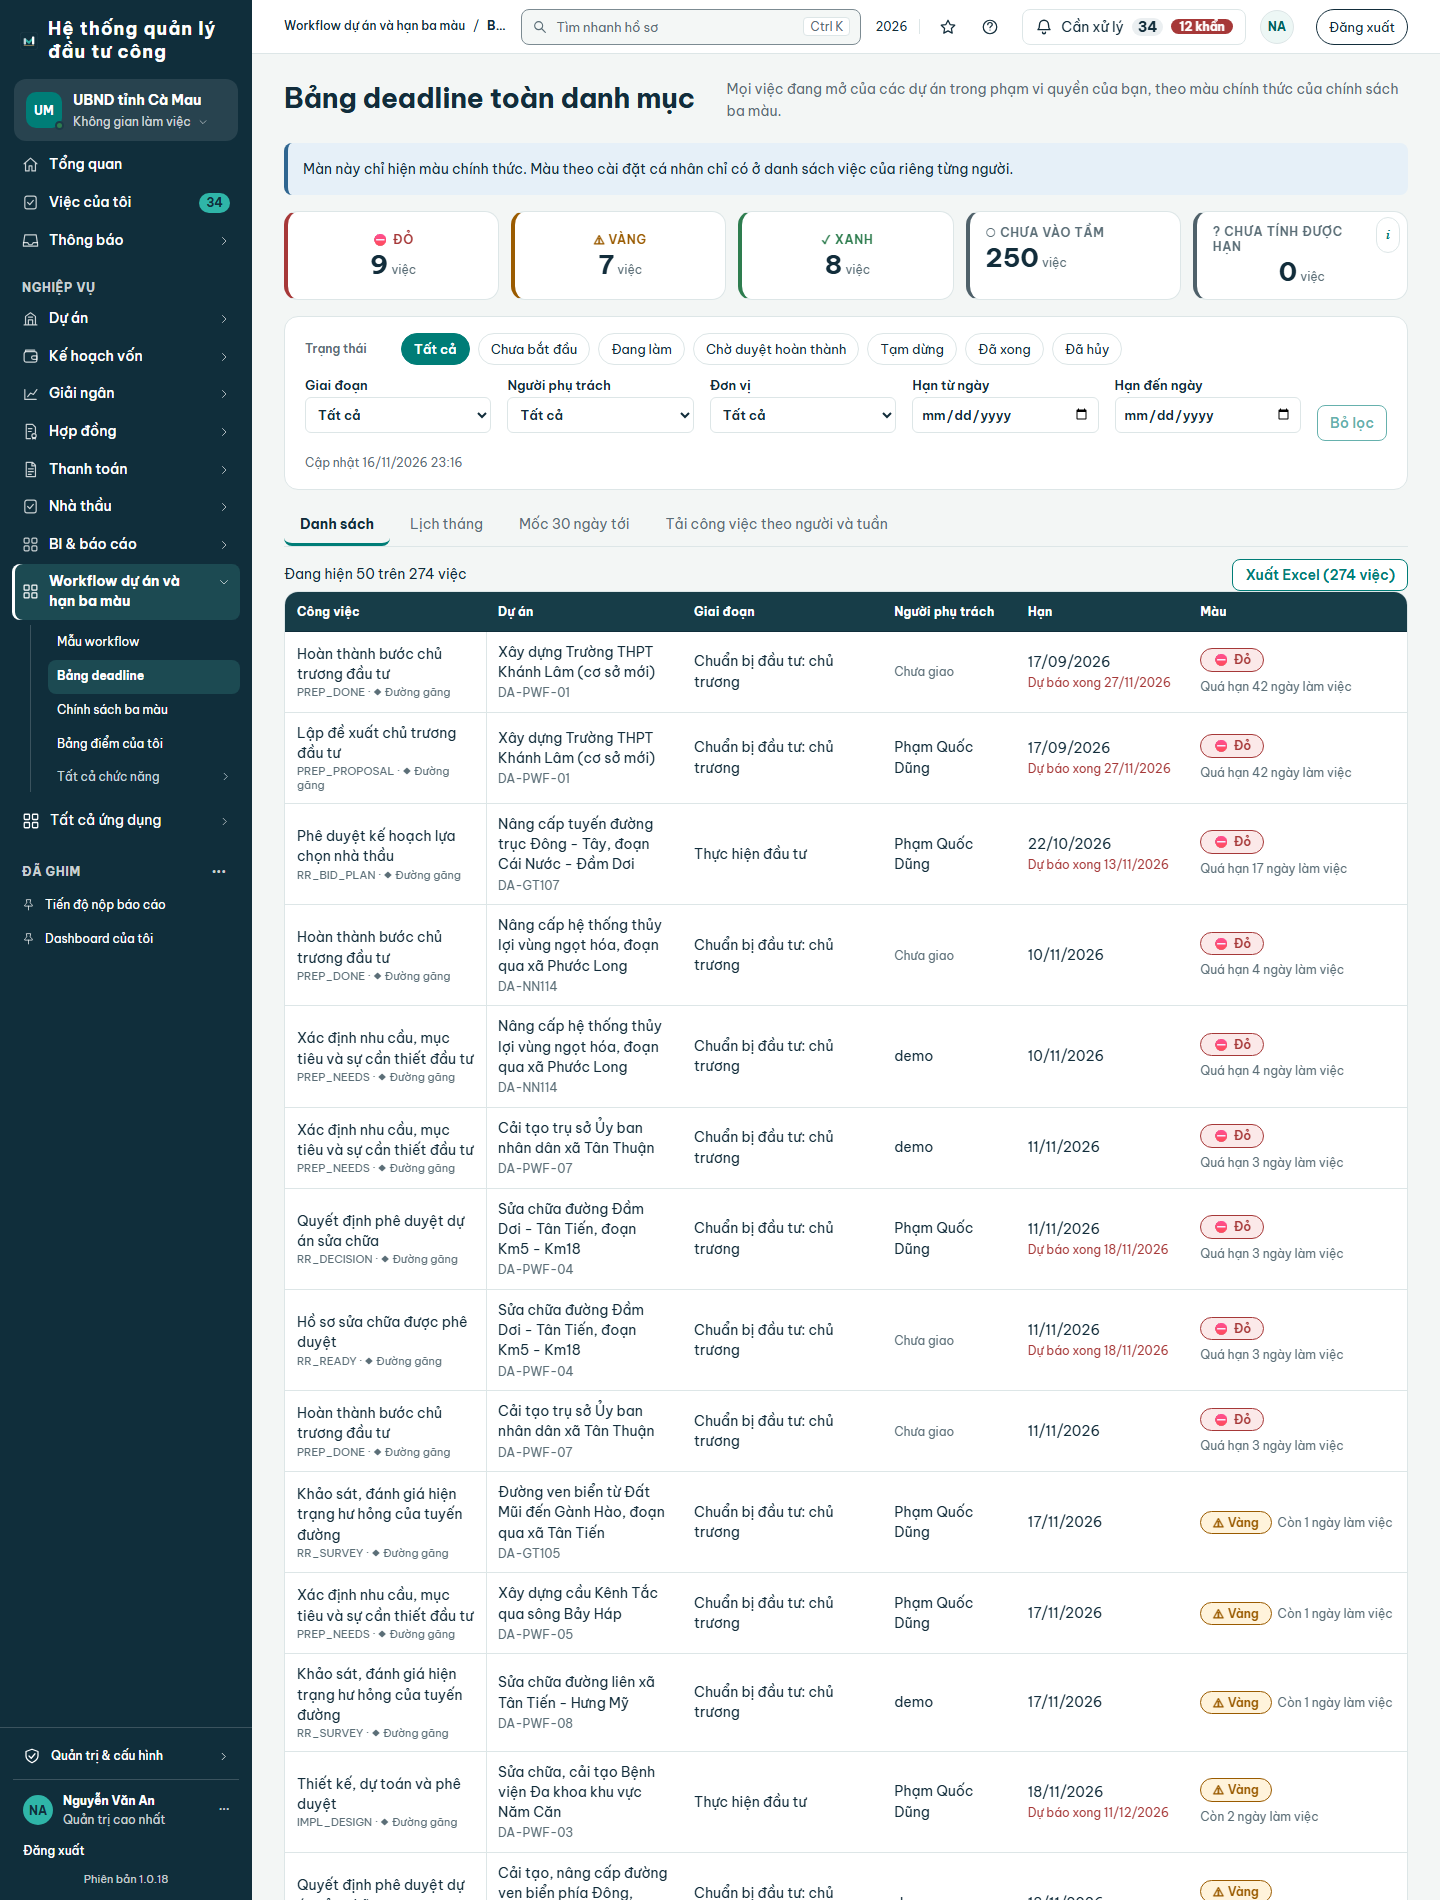 Hệ thống quản lý
đầu tư công
UM
UBND tỉnh Cà Mau
Không gian làm việc
Tổng quan
Việc của tôi
34
Thông báo
NGHIỆP VỤ
Dự án
Kế hoạch vốn
Giải ngân
Hợp đồng
Thanh toán
Nhà thầu
BI & báo cáo
Workflow dự án và
hạn ba màu
Mẫu workflow
Bảng deadline
Chính sách ba màu
Bảng điểm của tôi
Tất cả chức năng
Tất cả ứng dụng
ĐÃ GHIM
Tiến độ nộp báo cáo
Dashboard của tôi
Quản trị & cấu hình
NA
Nguyễn Văn An
Quản trị cao nhất
Đăng xuất
Phiên bản 1.0.18
Workflow dự án và hạn ba màu / B...
Tìm nhanh hồ sơ
Ctrl K
2026
Cần xử lý 34 12 khẩn
NA
Đăng xuất
Bảng deadline toàn danh mục
Mọi việc đang mở của các dự án trong phạm vi quyền của bạn, theo màu chính thức của chính sách
ba màu.
Màn này chỉ hiện màu chính thức. Màu theo cài đặt cá nhân chỉ có ở danh sách việc của riêng từng người.
ĐỎ
9 việc
VÀNG
7 việc
✓ XANH
8 việc
CHƯA VÀO TẦM
250 việc
? CHƯA TÍNH ĐƯỢC
HẠN
0 việc
i
Trạng thái
Tất cả
Chưa bắt đầu
Đang làm
Chờ duyệt hoàn thành
Tạm dừng
Đã xong
Đã hủy
Giai đoạn
Người phụ trách
Đơn vị
Hạn từ ngày
Hạn đến ngày
Tất cả
Tất cả
Tất cả
mm/dd/yyyy
mm/dd/yyyy
Bỏ lọc
Cập nhật 16/11/2026 23:16
Danh sách
Lịch tháng
Mốc 30 ngày tới
Tải công việc theo người và tuần
Đang hiện 50 trên 274 việc
Xuất Excel (274 việc)
Công việc
Dự án
Giai đoạn
Người phụ trách
Hạn
Màu
Hoàn thành bước chủ
trương đầu tư
PREP_DONE · ◆ Đường găng
Xây dựng Trường THPT
Khánh Lâm (cơ sở mới)
DA-PWF-01
Chuẩn bị đầu tư: chủ
trương
Chưa giao
17/09/2026
Dự báo xong 27/11/2026
Đỏ
Quá hạn 42 ngày làm việc
Lập đề xuất chủ trương
đầu tư
PREP_PROPOSAL · ◆ Đường
găng
Xây dựng Trường THPT
Khánh Lâm (cơ sở mới)
DA-PWF-01
Chuẩn bị đầu tư: chủ
trương
Phạm Quốc
Dũng
17/09/2026
Dự báo xong 27/11/2026
Đỏ
Quá hạn 42 ngày làm việc
Phê duyệt kế hoạch lựa
chọn nhà thầu
RR_BID_PLAN · ◆ Đường găng
Nâng cấp tuyến đường
trục Đông - Tây, đoạn
Cái Nước - Đầm Dơi
DA-GT107
Thực hiện đầu tư
Phạm Quốc
Dũng
22/10/2026
Dự báo xong 13/11/2026
Đỏ
Quá hạn 17 ngày làm việc
Hoàn thành bước chủ
trương đầu tư
PREP_DONE · ◆ Đường găng
Nâng cấp hệ thống thủy
lợi vùng ngọt hóa, đoạn
qua xã Phước Long
DA-NN114
Chuẩn bị đầu tư: chủ
trương
Chưa giao
10/11/2026
Đỏ
Quá hạn 4 ngày làm việc
Xác định nhu cầu, mục
tiêu và sự cần thiết đầu tư
PREP_NEEDS · ◆ Đường găng
Nâng cấp hệ thống thủy
lợi vùng ngọt hóa, đoạn
qua xã Phước Long
DA-NN114
Chuẩn bị đầu tư: chủ
trương
demo
10/11/2026
Đỏ
Quá hạn 4 ngày làm việc
Xác định nhu cầu, mục
tiêu và sự cần thiết đầu tư
PREP_NEEDS · ◆ Đường găng
Cải tạo trụ sở Ủy ban
nhân dân xã Tân Thuận
DA-PWF-07
Chuẩn bị đầu tư: chủ
trương
demo
11/11/2026
Đỏ
Quá hạn 3 ngày làm việc
Quyết định phê duyệt dự
án sửa chữa
RR_DECISION · ◆ Đường găng
Sửa chữa đường Đầm
Dơi - Tân Tiến, đoạn
Km5 - Km18
DA-PWF-04
Chuẩn bị đầu tư: chủ
trương
Phạm Quốc
Dũng
11/11/2026
Dự báo xong 18/11/2026
Đỏ
Quá hạn 3 ngày làm việc
Hồ sơ sửa chữa được phê
duyệt
RR_READY · ◆ Đường găng
Sửa chữa đường Đầm
Dơi - Tân Tiến, đoạn
Km5 - Km18
DA-PWF-04
Chuẩn bị đầu tư: chủ
trương
Chưa giao
11/11/2026
Dự báo xong 18/11/2026
Đỏ
Quá hạn 3 ngày làm việc
Hoàn thành bước chủ
trương đầu tư
PREP_DONE · ◆ Đường găng
Cải tạo trụ sở Ủy ban
nhân dân xã Tân Thuận
DA-PWF-07
Chuẩn bị đầu tư: chủ
trương
Chưa giao
11/11/2026
Đỏ
Quá hạn 3 ngày làm việc
Khảo sát, đánh giá hiện
trạng hư hỏng của tuyến
đường
RR_SURVEY · ◆ Đường găng
Đường ven biển từ Đất
Mũi đến Gành Hào, đoạn
qua xã Tân Tiến
DA-GT105
Chuẩn bị đầu tư: chủ
trương
Phạm Quốc
Dũng
17/11/2026
Vàng
Còn 1 ngày làm việc
Xác định nhu cầu, mục
tiêu và sự cần thiết đầu tư
PREP_NEEDS · ◆ Đường găng
Xây dựng cầu Kênh Tắc
qua sông Bảy Háp
DA-PWF-05
Chuẩn bị đầu tư: chủ
trương
Phạm Quốc
Dũng
17/11/2026
Vàng
Còn 1 ngày làm việc
Khảo sát, đánh giá hiện
trạng hư hỏng của tuyến
đường
RR_SURVEY · ◆ Đường găng
Sửa chữa đường liên xã
Tân Tiến - Hưng Mỹ
DA-PWF-08
Chuẩn bị đầu tư: chủ
trương
demo
17/11/2026
Vàng
Còn 1 ngày làm việc
Thiết kế, dự toán và phê
duyệt
IMPL_DESIGN · ◆ Đường găng
Sửa chữa, cải tạo Bệnh
viện Đa khoa khu vực
Năm Căn
DA-PWF-03
Thực hiện đầu tư
Phạm Quốc
Dũng
18/11/2026
Dự báo xong 11/12/2026
Vàng
Còn 2 ngày làm việc
Quyết định phê duyệt dự
Cải tạo, nâng cấp đường
ven biển phía Đông,
Chuẩn bị đầu tư: chủ
Vàng